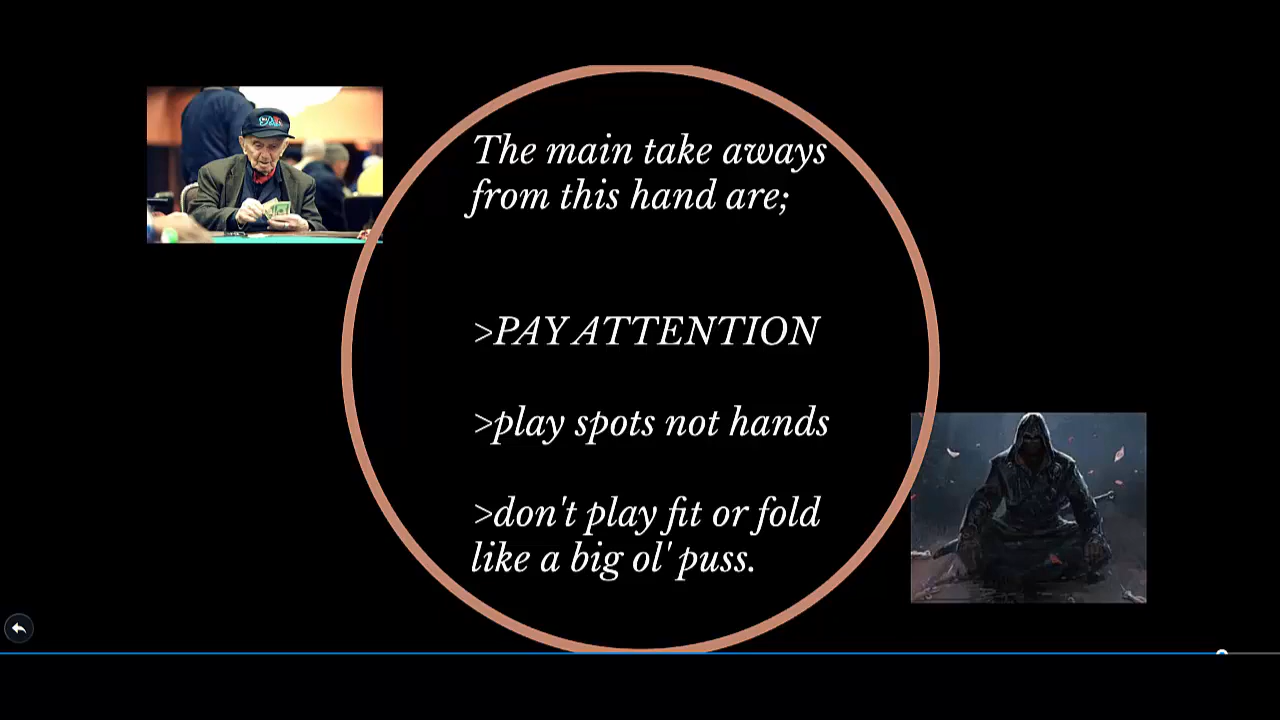 The main take aways
from this hand are;
>PAY ATTENTION
>play spots not hands
>don't play fit or fold
like a big ol' puss.